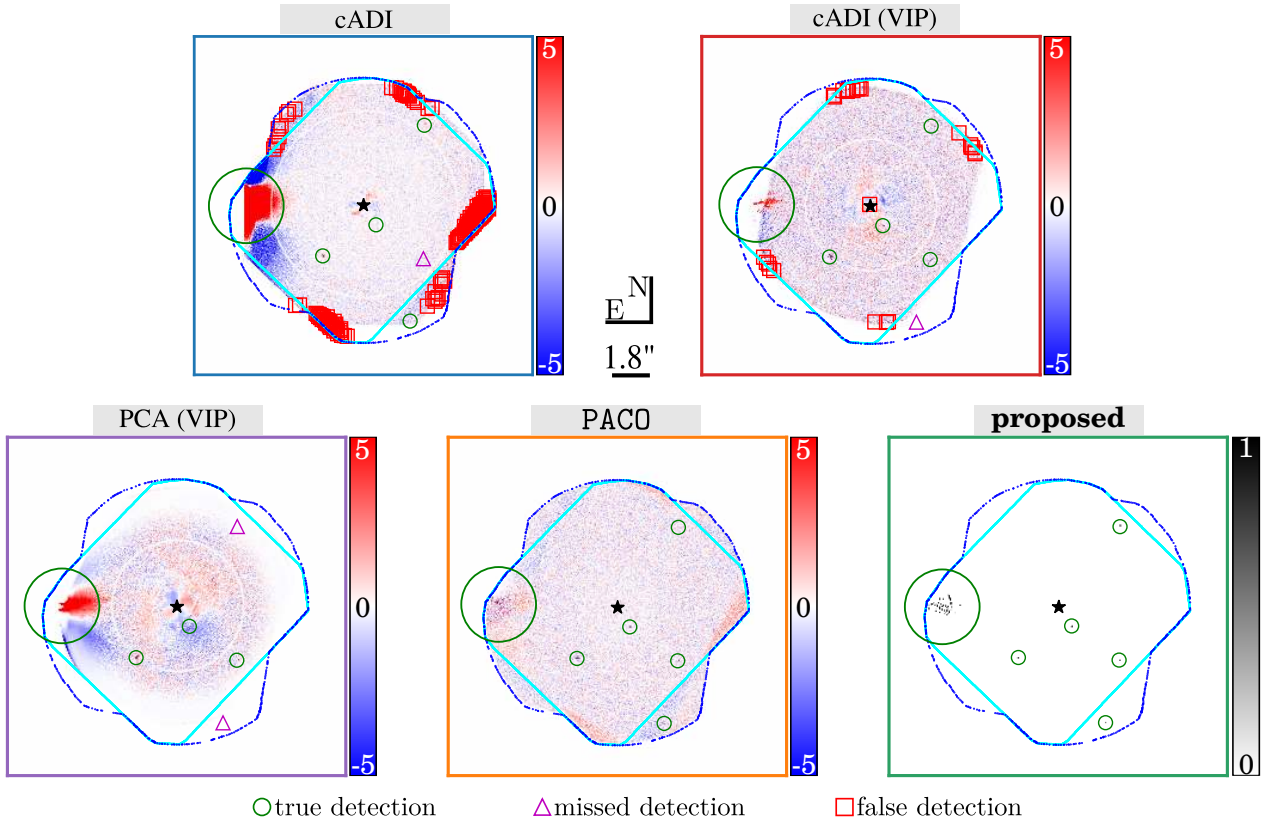 cADI
cADI (VIP)
5
0
-5
N
E
1.8"
5
0
-5
PCA (VIP)
PACO
proposed
5
0
-5
5
0
-5
1
0
true detection
missed detection
false detection